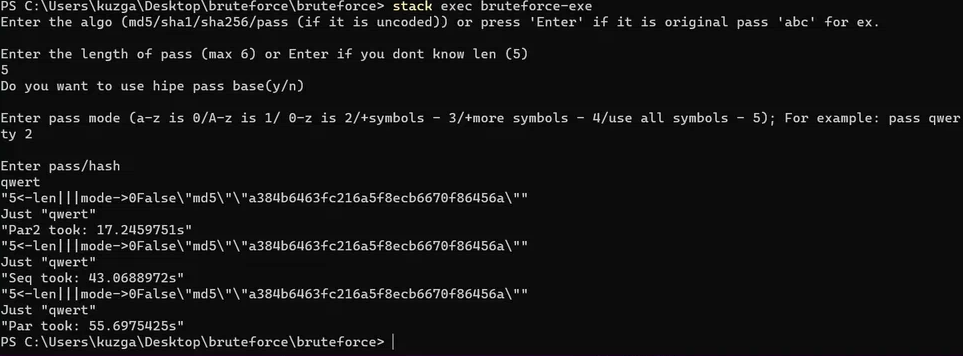 PS C:\Users\kuzga\Desktop\bruteforce\bruteforce> stack exec bruteforce-exe
Enter the algo (md5/sha1/sha256/pass (if it is uncoded)) or press 'Enter' if it is original pass 'abc' for ex.
Enter the length of pass (max 6) or Enter if you dont know len (5)
5
Do you want to use hipe pass base(y/n)
Enter pass mode (a-z is 0/A-z is 1/ 0-z is 2/+symbols - 3/+more symbols - 4/use all symbols - 5); For example: pass qwer
ty 2
Enter pass/hash
qwert
"5<-len|||mode->0False\"md5\"\"a384b6463fc216a5f8ecb6670f86456a\""
Just "qwert"
"Par2 took: 17.2459751s"
"5<-len|||mode->0False\"md5\"\"a384b6463fc216a5f8ecb6670f86456a\""
Just "qwert"
"Seq took: 43.0688972s"
"5<-len|||mode->0False\"md5\"\"a384b6463fc216a5f8ecb6670f86456a\""
Just "qwert"
"Par took: 55.6975425s"
PS C:\Users\kuzga\Desktop\bruteforce\bruteforce>